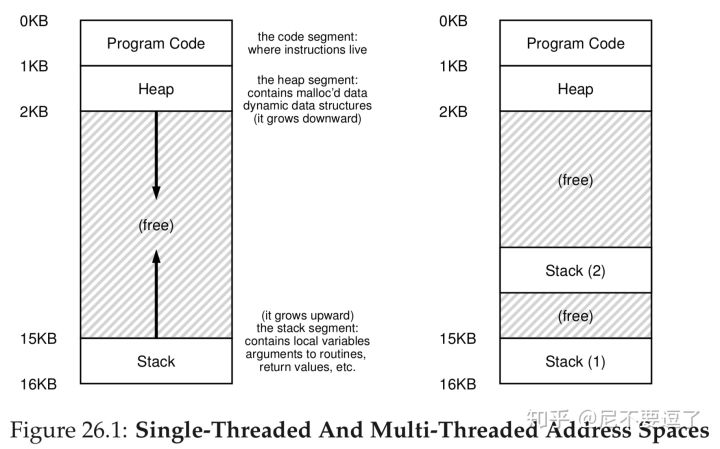 0KB
Program Code
1KB
Heap
2KB
(free)
15KB
Stack
16KB
the code segment:
where instructions live
the heap segment:
contains malloc'd data
dynamic data structures
(it grows downward)
(it grows upward)
the stack segment:
contains local variables
arguments to routines,
return values, etc.
0KB
Program Code
1KB
Heap
2KB
(free)
Stack (2)
(free)
15KB
Stack (1)
16KB
知乎 @尼不要逗了
Figure 26.1: Single-Threaded And Multi-Threaded Address Spaces